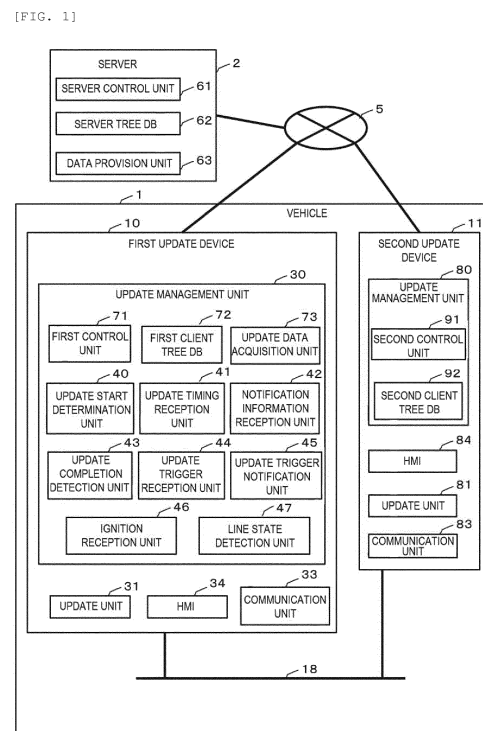 [FIG. 1]
SERVER
2
SERVER CONTROL UNIT
61
SERVER TREE DB
62
DATA PROVISION UNIT
63
5
1
VEHICLE
10
FIRST UPDATE DEVICE
30
UPDATE MANAGEMENT UNIT
71
FIRST CONTROL
UNIT
72
FIRST CLIENT
TREE DB
73
UPDATE DATA
ACQUISITION UNIT
40
UPDATE START
DETERMINATION
UNIT
41
UPDATE TIMING
RECEPTION
UNIT
42
NOTIFICATION
INFORMATION
RECEPTION UNIT
43
UPDATE
COMPLETION
DETECTION UNIT
44
UPDATE
TRIGGER
RECEPTION UNIT
45
UPDATE TRIGGER
NOTIFICATION
UNIT
46
IGNITION
RECEPTION UNIT
47
LINE STATE
DETECTION UNIT
31
UPDATE UNIT
34
HMI
33
COMMUNICATION
UNIT
11
SECOND UPDATE
DEVICE
80
UPDATE
MANAGEMENT UNIT
91
SECOND CONTROL
UNIT
92
SECOND CLIENT
TREE DB
84
HMI
81
UPDATE UNIT
83
COMMUNICATION
UNIT
18